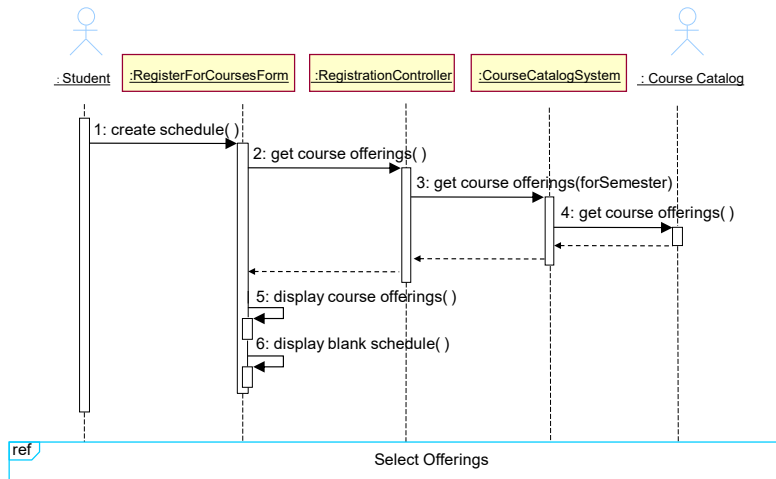 : Student
:RegisterForCoursesForm
:RegistrationController
:CourseCatalogSystem
: Course Catalog
1: create schedule( )
2: get course offerings( )
3: get course offerings(forSemester)
4: get course offerings( )
5: display course offerings( )
6: display blank schedule( )
ref
Select Offerings